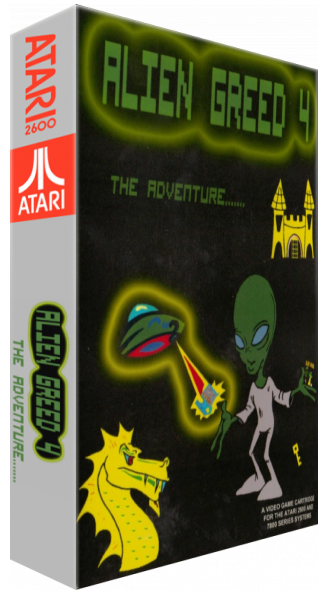 ATARI
2600
ATARI
ALIEN GREED 4
THE ADVENTURE......
ALIEN GREED 4
THE ADVENTURE......
A VIDEO GAME CARTRIDGE
FOR THE ATARI 2600 AND
7800 SERIES SYSTEMS